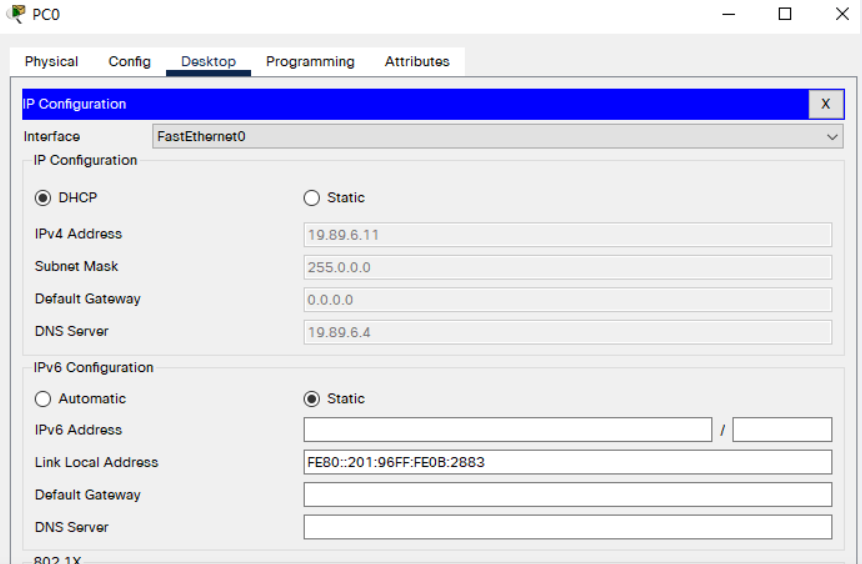 PC0
Physical Config Desktop Programming Attributes
IP Configuration X
Interface FastEthernet0
IP Configuration
DHCP Static
IPv4 Address 19.89.6.11
Subnet Mask 255.0.0.0
Default Gateway 0.0.0.0
DNS Server 19.89.6.4
IPv6 Configuration
Automatic Static
IPv6 Address /
Link Local Address FE80::201:96FF:FE0B:2883
Default Gateway
DNS Server
802.1X